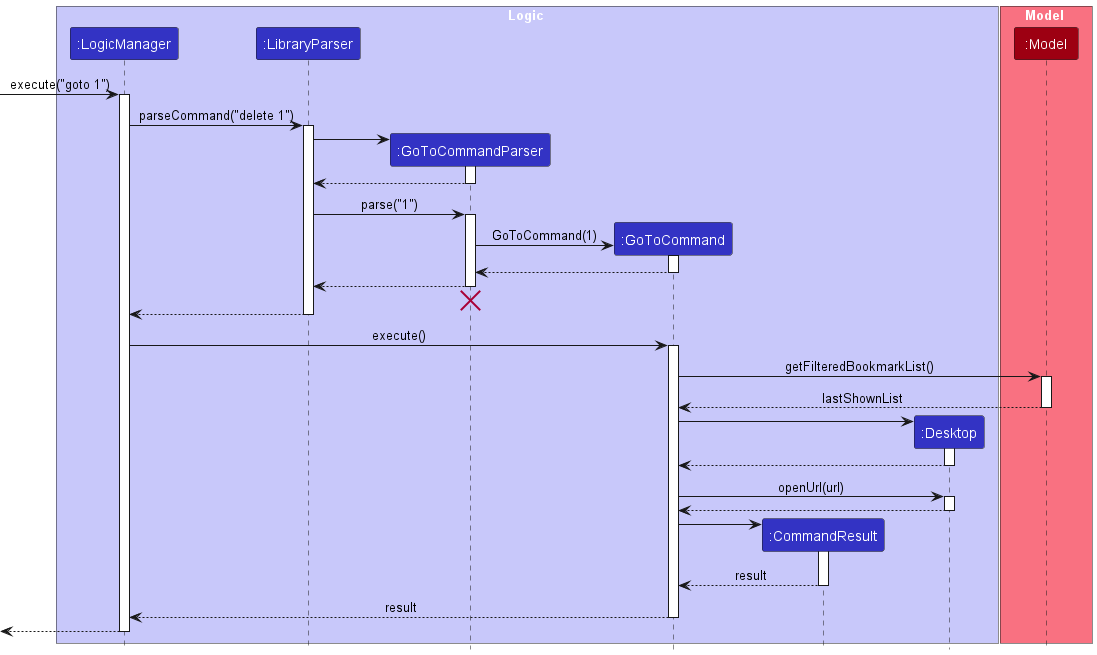 Logic
Model
:LogicManager
:LibraryParser
:Model
execute("goto 1")
parseCommand("delete 1")
:GoToCommandParser
parse("1")
GoToCommand(1)
:GoToCommand
execute()
getFilteredBookmarkList()
lastShownList
:Desktop
openUrl(url)
:CommandResult
result
result